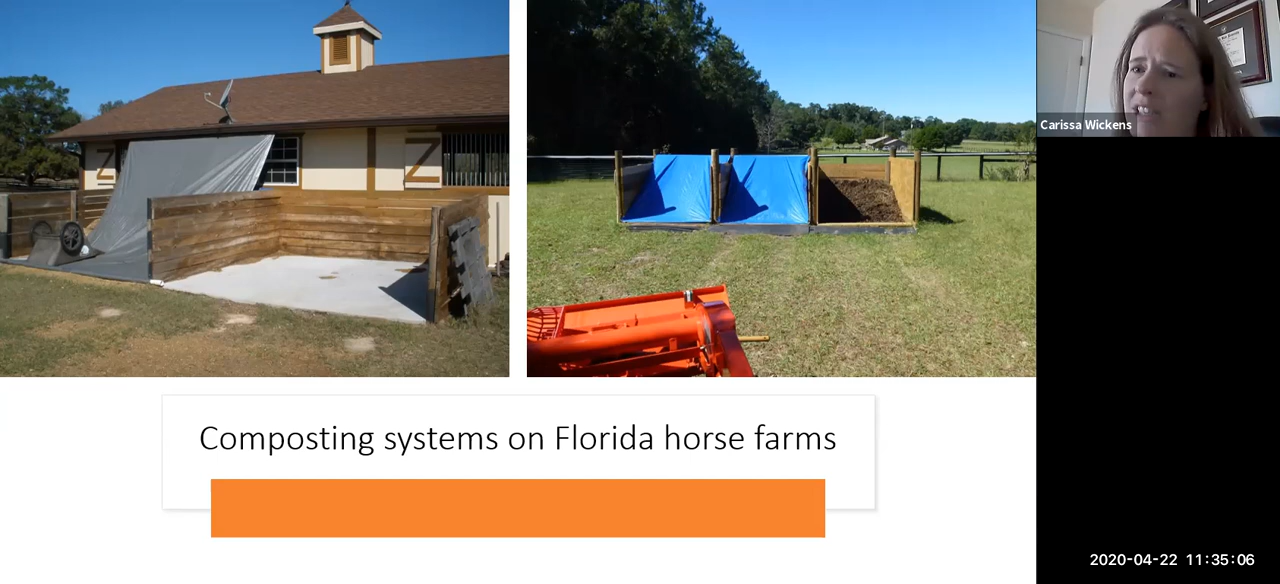 Carissa Wickens
Composting systems on Florida horse farms
2020-04-22 11:35:06